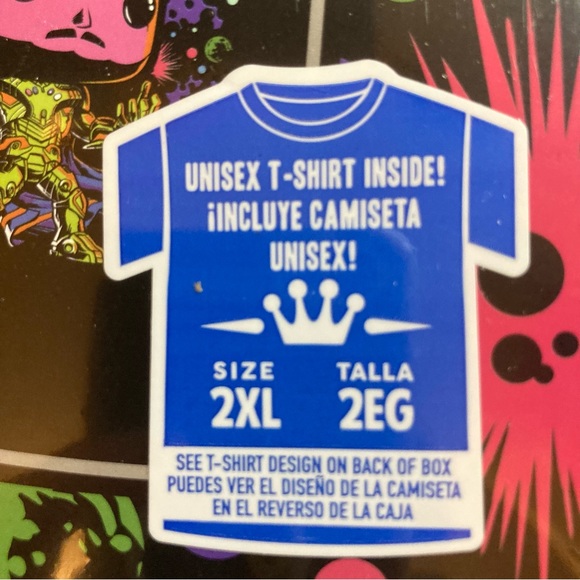 UNISEX T-SHIRT INSIDE!
¡INCLUYE CAMISETA
UNISEX!
SIZE TALLA
2XL 2EG
SEE T-SHIRT DESIGN ON BACK OF BOX
PUEDES VER EL DISEÑO DE LA CAMISETA
EN EL REVERSO DE LA CAJA